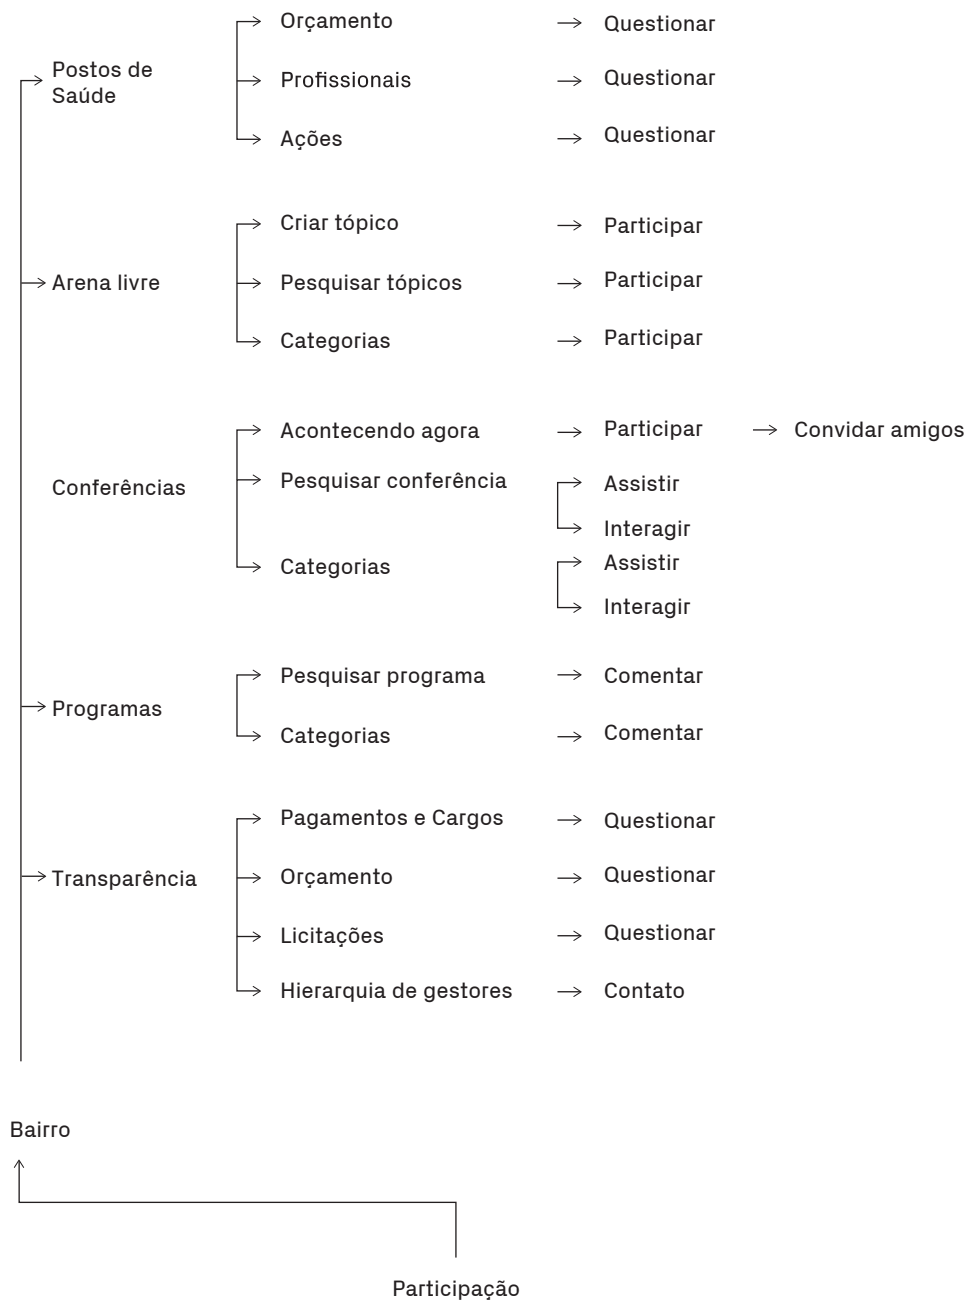 Orçamento
Questionar
Postos de
Saúde
Profissionais
Questionar
Ações
Questionar
Criar tópico
Participar
Arena livre
Pesquisar tópicos
Participar
Categorias
Participar
Acontecendo agora
Participar
Convidar amigos
Conferências
Pesquisar conferência
Assistir
Interagir
Categorias
Assistir
Interagir
Pesquisar programa
Comentar
Programas
Categorias
Comentar
Pagamentos e Cargos
Questionar
Transparência
Orçamento
Questionar
Licitações
Questionar
Hierarquia de gestores
Contato
Bairro
Participação